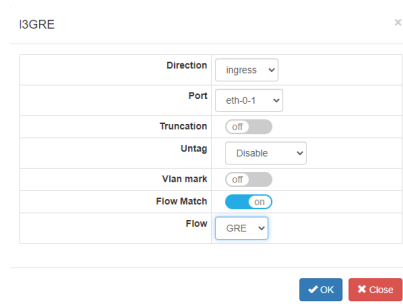 l3GRE ×
Direction ingress
Port eth-0-1
Truncation off
Untag Disable
Vlan mark off
Flow Match on
Flow GRE
OK Close